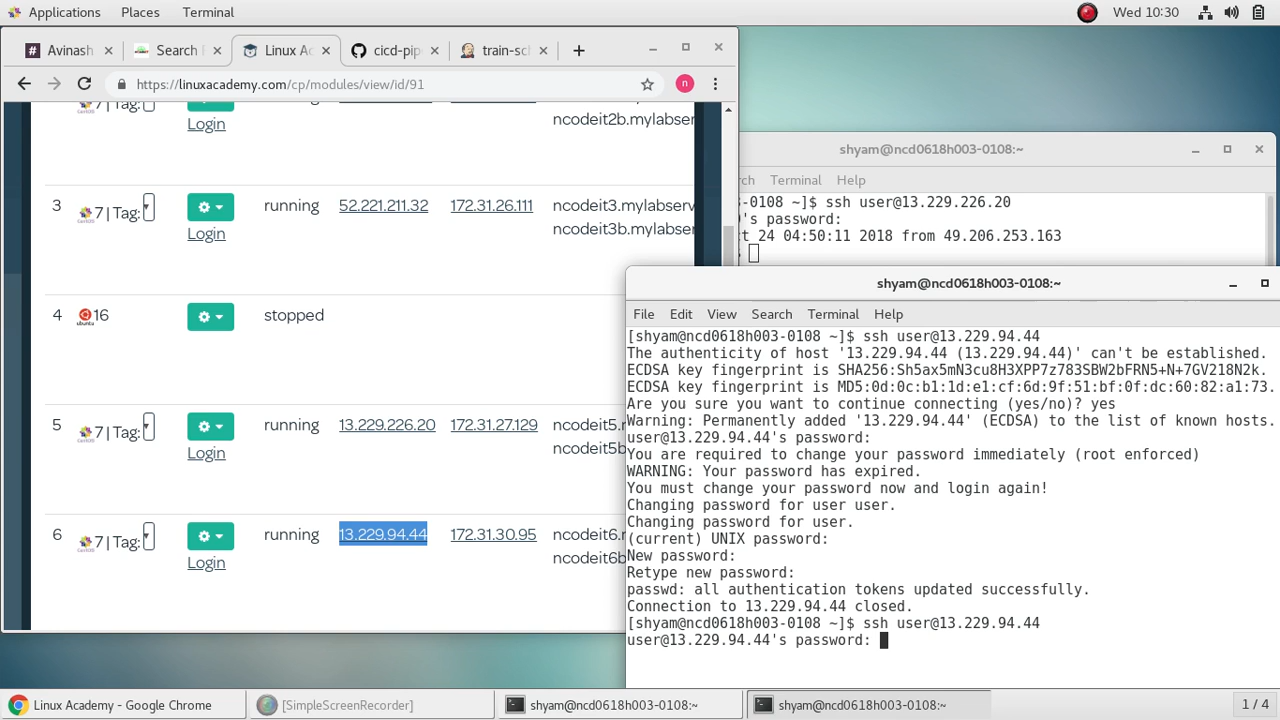 Applications Places Terminal Wed 10:30
Avinash Search R Linux Ac cicd-pip train-sc
https://linuxacademy.com/cp/modules/view/id/91
7 | Tag:
Login
ncodeit2b.mylabser
3 7 | Tag: running 52.221.211.32 172.31.26.111 ncodeit3.mylabserv
Login ncodeit3b.mylabser
4 16 stopped
5 7 | Tag: running 13.229.226.20 172.31.27.129 ncodeit5.
Login ncodeit5b
6 7 | Tag: running 13.229.94.44 172.31.30.95 ncodeit6.
Login ncodeit6b
shyam@ncd0618h003-0108:~
rch Terminal Help
3-0108 ~]$ ssh user@13.229.226.20
0's password:
ct 24 04:50:11 2018 from 49.206.253.163
shyam@ncd0618h003-0108:~
File Edit View Search Terminal Help
[shyam@ncd0618h003-0108 ~]$ ssh user@13.229.94.44
The authenticity of host '13.229.94.44 (13.229.94.44)' can't be established.
ECDSA key fingerprint is SHA256:Sh5ax5mN3cu8H3XPP7z783SBW2bFRN5+N+7GV218N2k.
ECDSA key fingerprint is MD5:0d:0c:b1:1d:e1:cf:6d:9f:51:bf:0f:dc:60:82:a1:73.
Are you sure you want to continue connecting (yes/no)? yes
Warning: Permanently added '13.229.94.44' (ECDSA) to the list of known hosts.
user@13.229.94.44's password:
You are required to change your password immediately (root enforced)
WARNING: Your password has expired.
You must change your password now and login again!
Changing password for user user.
Changing password for user.
(current) UNIX password:
New password:
Retype new password:
passwd: all authentication tokens updated successfully.
Connection to 13.229.94.44 closed.
[shyam@ncd0618h003-0108 ~]$ ssh user@13.229.94.44
user@13.229.94.44's password:
Linux Academy - Google Chrome [SimpleScreenRecorder] shyam@ncd0618h003-0108:~ shyam@ncd0618h003-0108:~ 1 / 4